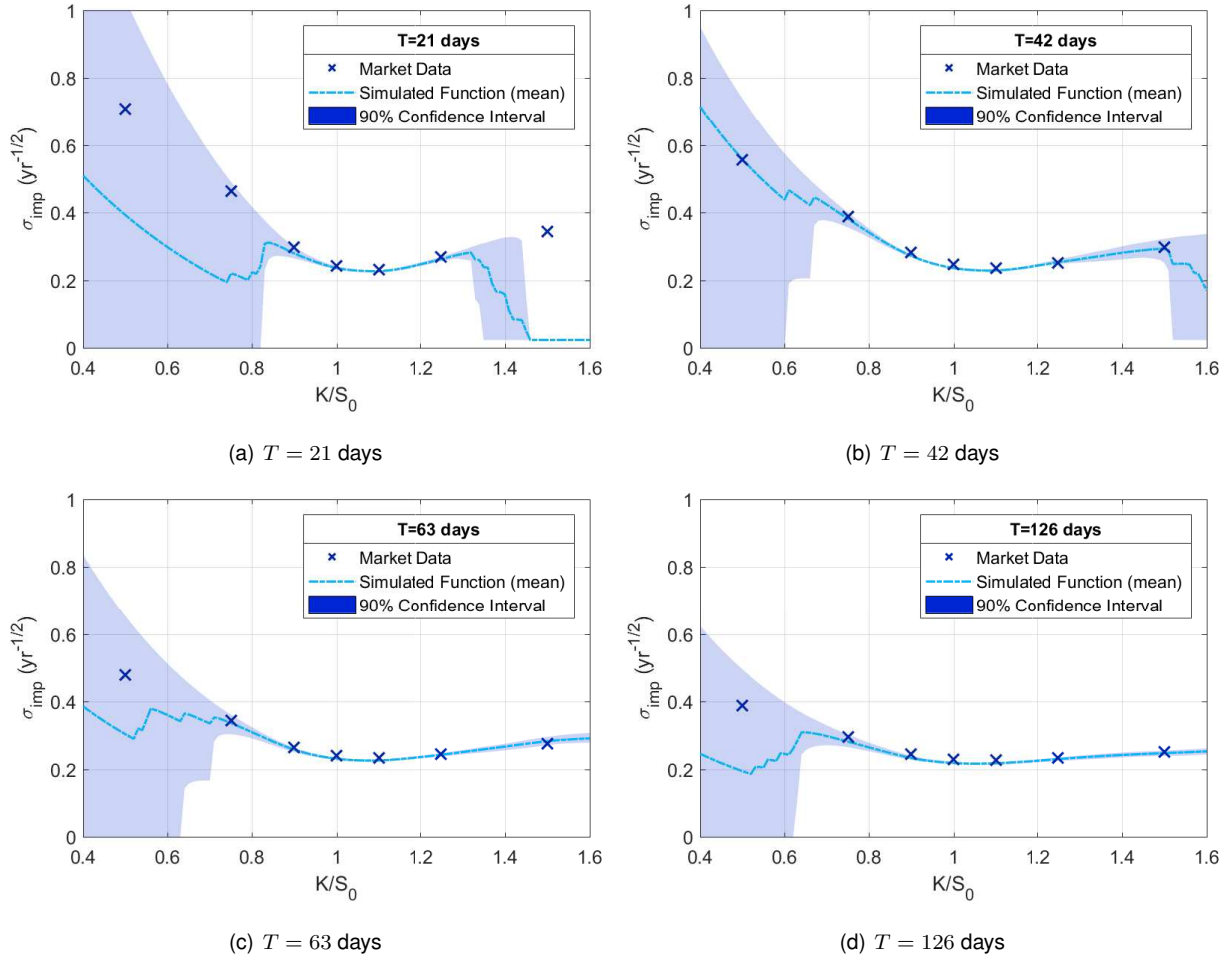 T=21 days
Market Data
Simulated Function (mean)
90% Confidence Interval
σimp (yr-1/2)
1
0.8
0.6
0.4
0.2
0
0.4 0.6 0.8 1 1.2 1.4 1.6
K/S0
(a) T = 21 days
T=42 days
Market Data
Simulated Function (mean)
90% Confidence Interval
σimp (yr-1/2)
1
0.8
0.6
0.4
0.2
0
0.4 0.6 0.8 1 1.2 1.4 1.6
K/S0
(b) T = 42 days
T=63 days
Market Data
Simulated Function (mean)
90% Confidence Interval
σimp (yr-1/2)
1
0.8
0.6
0.4
0.2
0
0.4 0.6 0.8 1 1.2 1.4 1.6
K/S0
(c) T = 63 days
T=126 days
Market Data
Simulated Function (mean)
90% Confidence Interval
σimp (yr-1/2)
1
0.8
0.6
0.4
0.2
0
0.4 0.6 0.8 1 1.2 1.4 1.6
K/S0
(d) T = 126 days